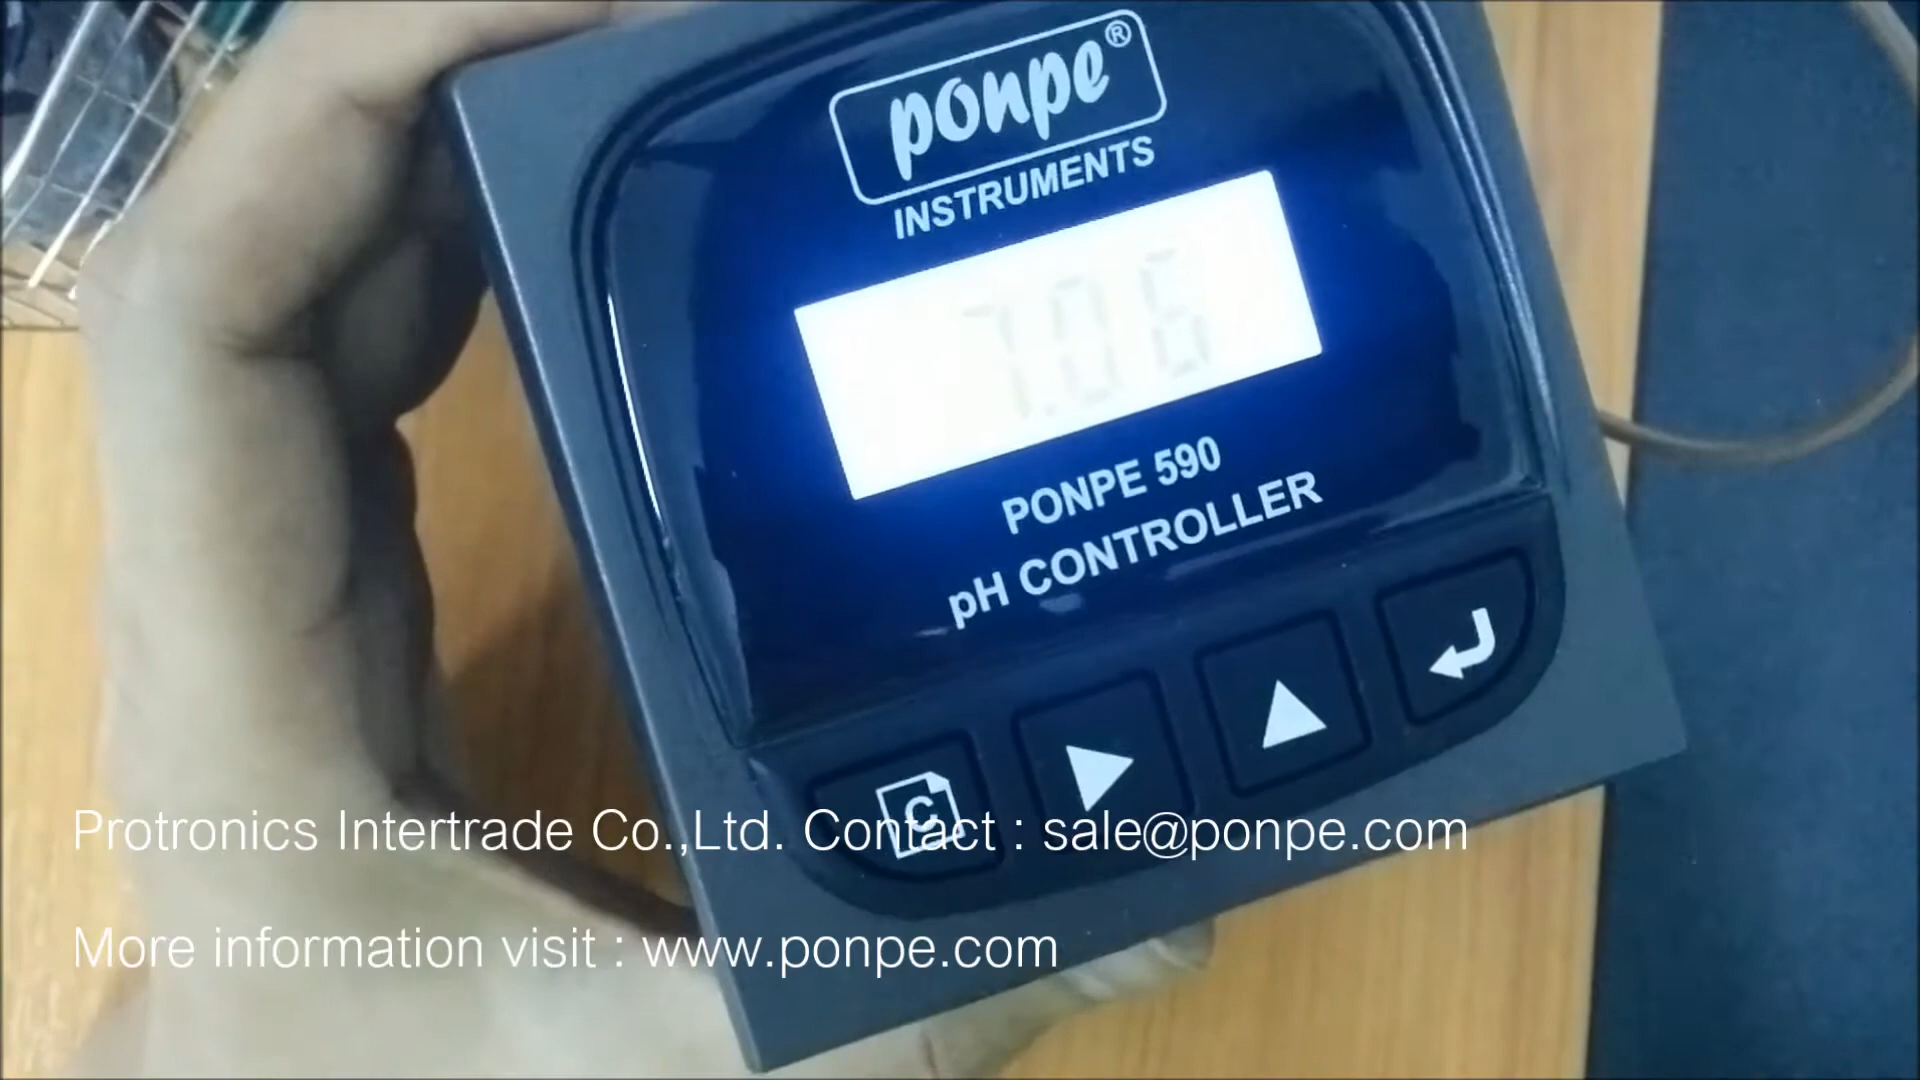 ponpe®
INSTRUMENTS
7.06
PONPE 590
pH CONTROLLER
C
Protronics Intertrade Co.,Ltd. Contact : sale@ponpe.com
More information visit : www.ponpe.com